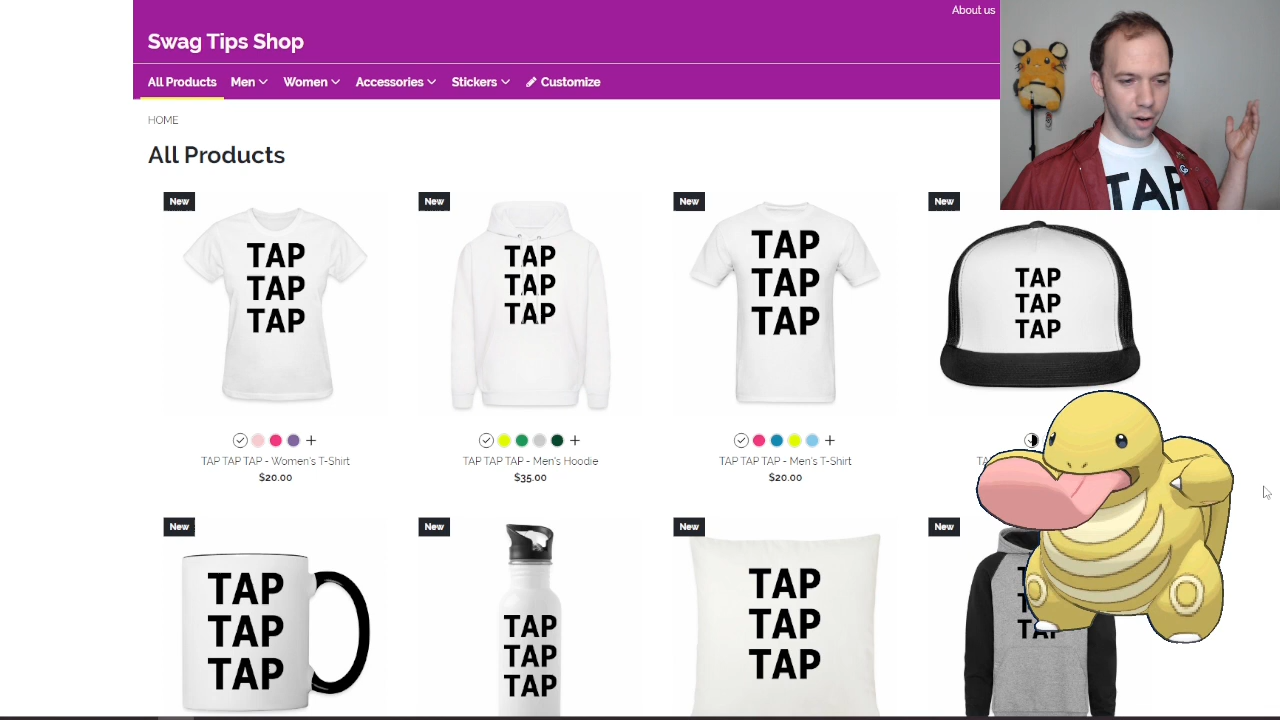 About us
Swag Tips Shop
All Products
Men
Women
Accessories
Stickers
Customize
HOME
All Products
New
New
New
New
TAP
TAP
TAP
TAP
TAP
TAP
TAP
TAP
TAP
TAP
TAP
TAP
TAP
TAP TAP TAP - Women's T-Shirt
$20.00
TAP TAP TAP - Men's Hoodie
$35.00
TAP TAP TAP - Men's T-Shirt
$20.00
New
New
New
New
TAP
TAP
TAP
TAP
TAP
TAP
TAP
TAP
TAP
TAP